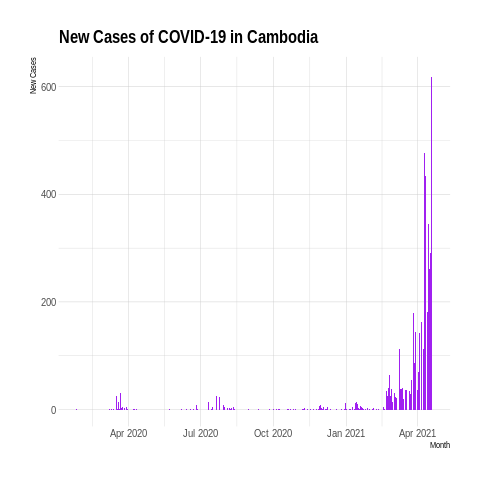 New Cases of COVID-19 in Cambodia
New Cases
600
400
200
0
Apr 2020 Jul 2020 Oct 2020 Jan 2021 Apr 2021
Month